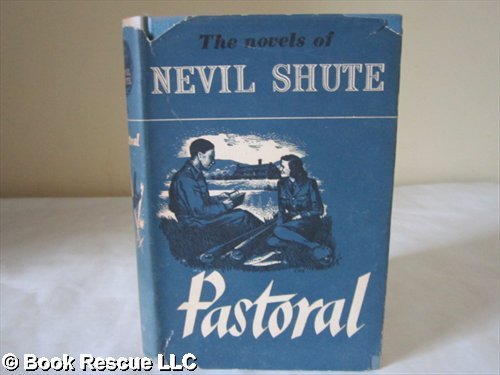 The novels of
NEVIL SHUTE
Pastoral
© Book Rescue LLC